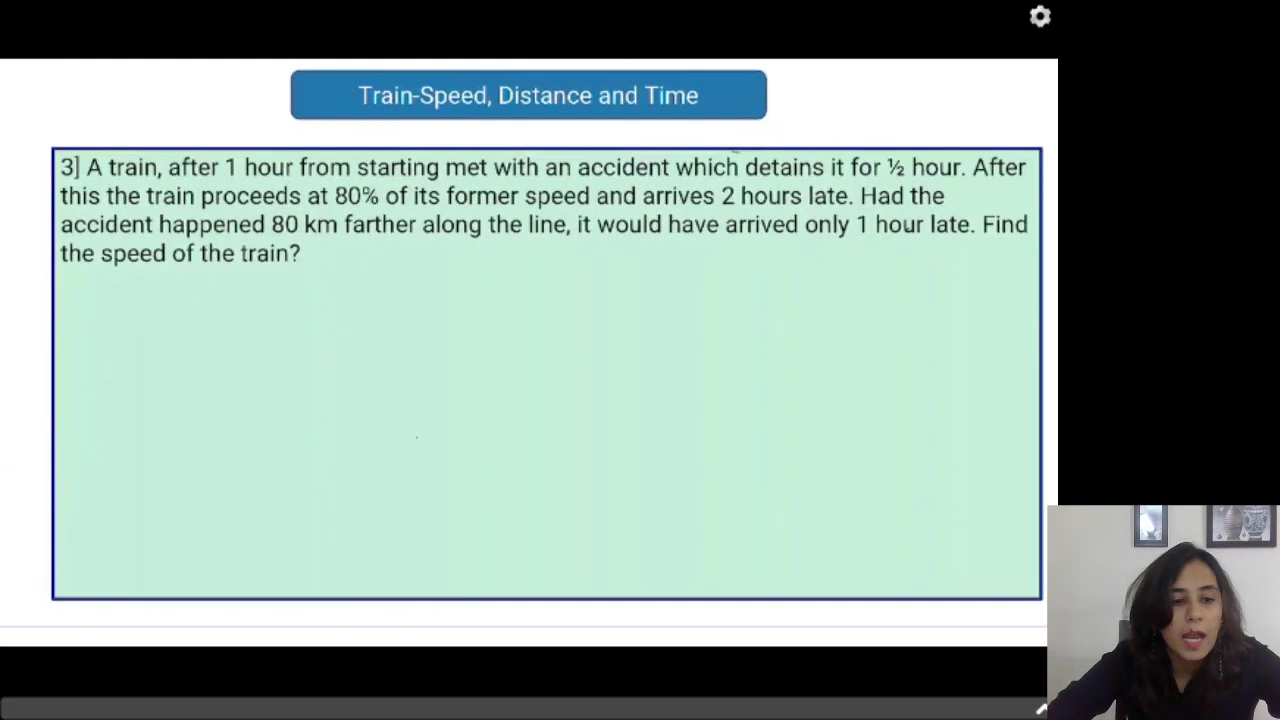 Train-Speed, Distance and Time
3] A train, after 1 hour from starting met with an accident which detains it for ½ hour. After
this the train proceeds at 80% of its former speed and arrives 2 hours late. Had the
accident happened 80 km farther along the line, it would have arrived only 1 hour late. Find
the speed of the train?